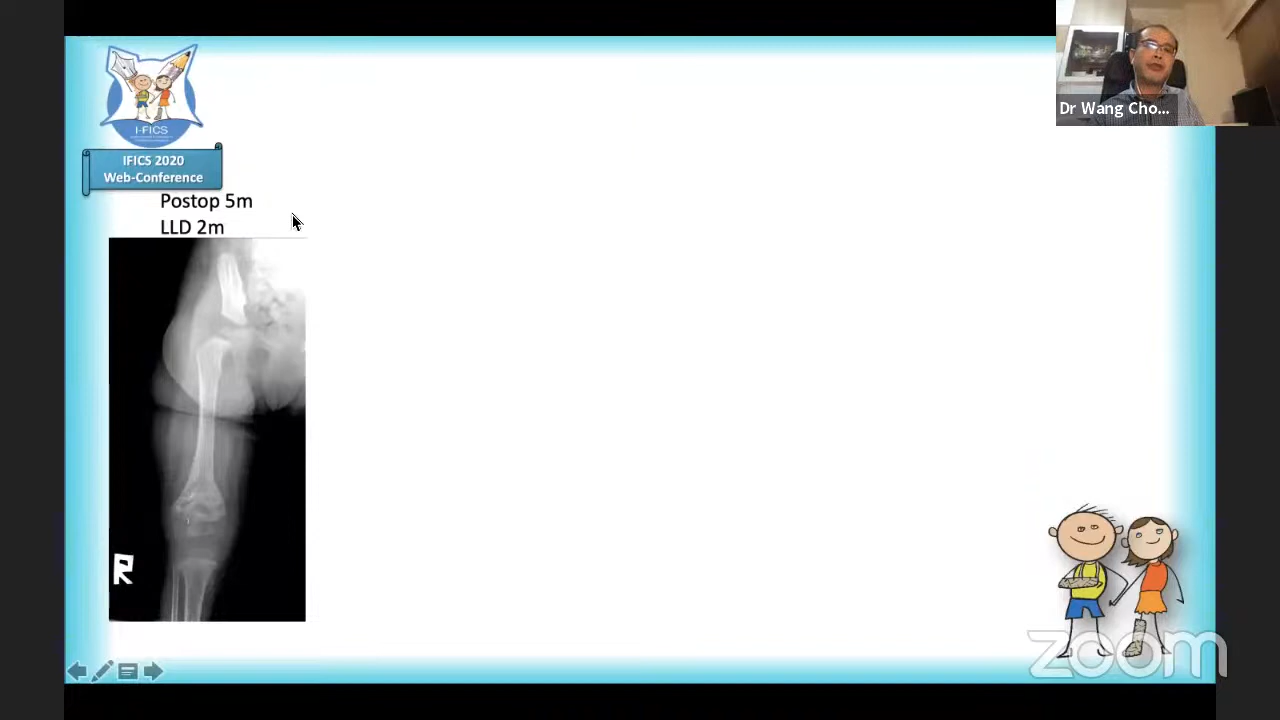 I-FICS
IFICS 2020
Web-Conference
Postop 5m
LLD 2m
R
Dr Wang Cho...
zoom